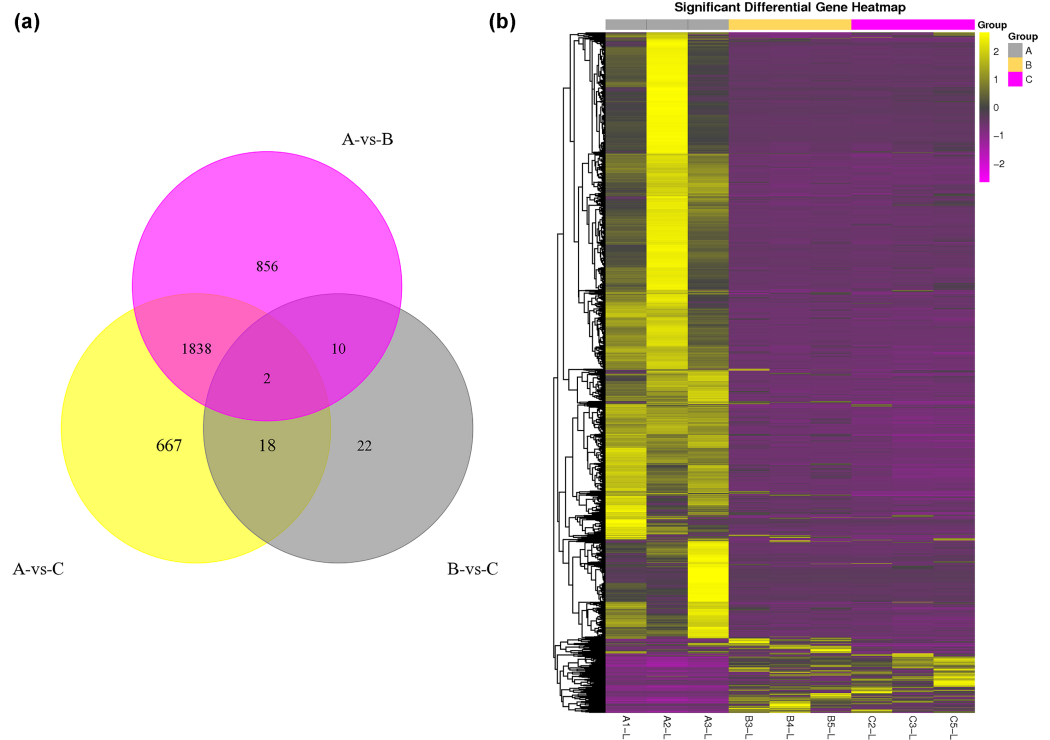 (a)
A-vs-B
856
1838
10
2
667
18
22
A-vs-C
B-vs-C
(b)
Significant Differential Gene Heatmap
Group
2
1
0
−1
−2
Group
A
B
C
A1−L
A2−L
A3−L
B3−L
B4−L
B5−L
C2−L
C3−L
C5−L